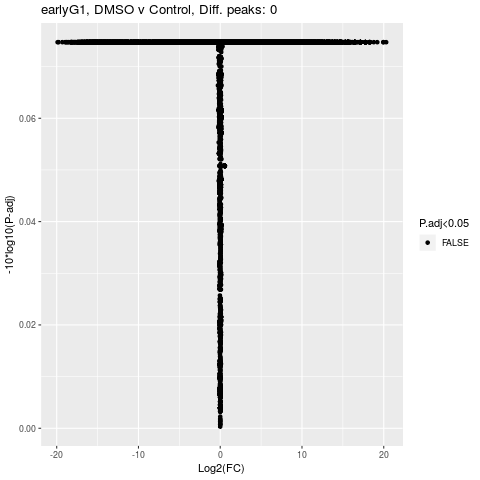 earlyG1, DMSO v Control, Diff. peaks: 0
-10*log10(P-adj)
0.06
0.04
0.02
0.00
-20 -10 0 10 20
Log2(FC)
P.adj<0.05
FALSE